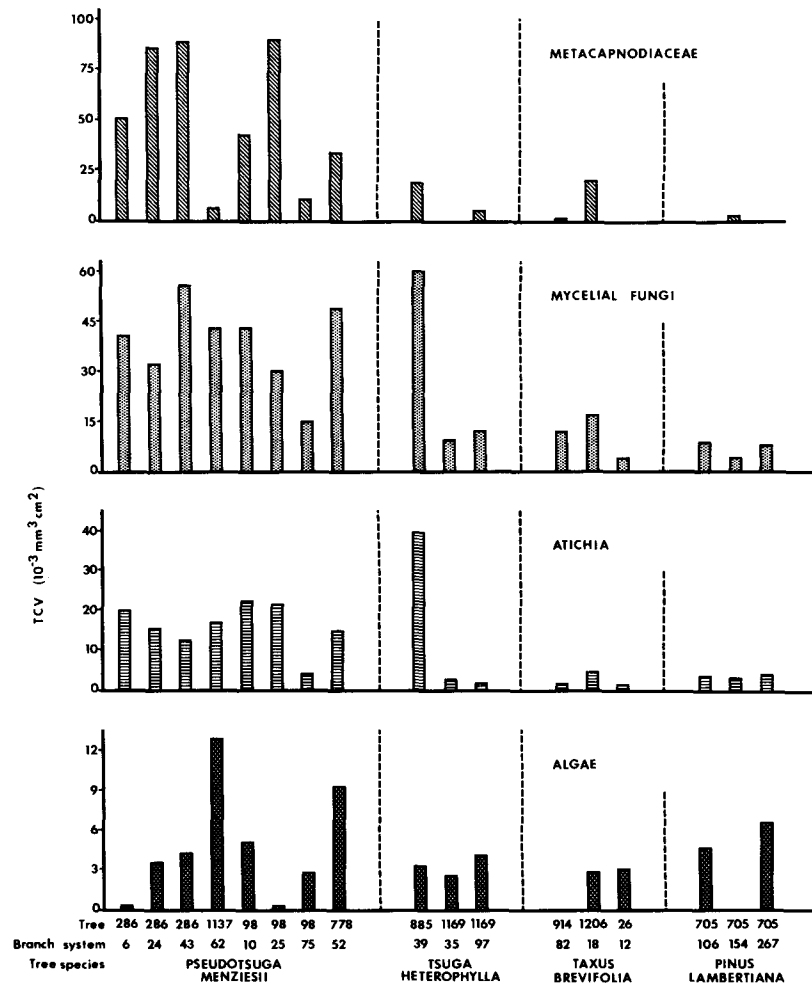 METACAPNODIACEAE
100
75
50
25
0
MYCELIAL FUNGI
60
45
30
15
0
TCV (10-3 mm3 cm2)
ATICHIA
40
30
20
10
0
ALGAE
12
9
6
3
0
Tree 286 286 286 1137 98 98 98 778 885 1169 1169 914 1206 26 705 705 705
Branch system 6 24 43 62 10 25 75 52 39 35 97 82 18 12 106 154 267
Tree species PSEUDOTSUGA TSUGA TAXUS PINUS
MENZIESII HETEROPHYLLA BREVIFOLIA LAMBERTIANA